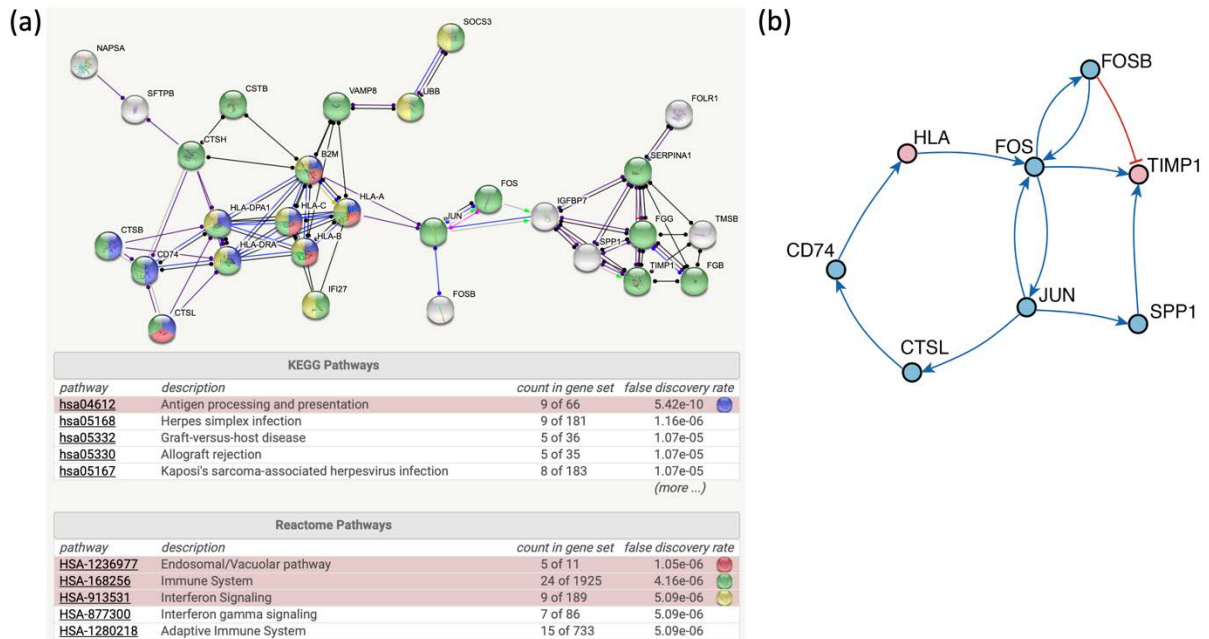 (a)
(b)
SOCS3
NAPSA
SFTPB
CSTB
VAMP8
UBB
FOLR1
CTSH
B2M
SERPINA1
HLA-A
FOS
HLA-DPA1
HLA-C
IGFBP7
JUN
FGG
TMSB
CTSB
HLA-DRA
HLA-B
SPP1
CD74
TIMP1
FGB
IFI27
FOSB
CTSL
KEGG Pathways
pathway description count in gene set false discovery rate
hsa04612 Antigen processing and presentation 9 of 66 5.42e-10
hsa05168 Herpes simplex infection 9 of 181 1.16e-06
hsa05332 Graft-versus-host disease 5 of 36 1.07e-05
hsa05330 Allograft rejection 5 of 35 1.07e-05
hsa05167 Kaposi's sarcoma-associated herpesvirus infection 8 of 183 1.07e-05
(more ...)
Reactome Pathways
pathway description count in gene set false discovery rate
HSA-1236977 Endosomal/Vacuolar pathway 5 of 11 1.05e-06
HSA-168256 Immune System 24 of 1925 4.16e-06
HSA-913531 Interferon Signaling 9 of 189 5.09e-06
HSA-877300 Interferon gamma signaling 7 of 86 5.09e-06
HSA-1280218 Adaptive Immune System 15 of 733 5.09e-06
FOSB
HLA
FOS
TIMP1
CD74
JUN
SPP1
CTSL